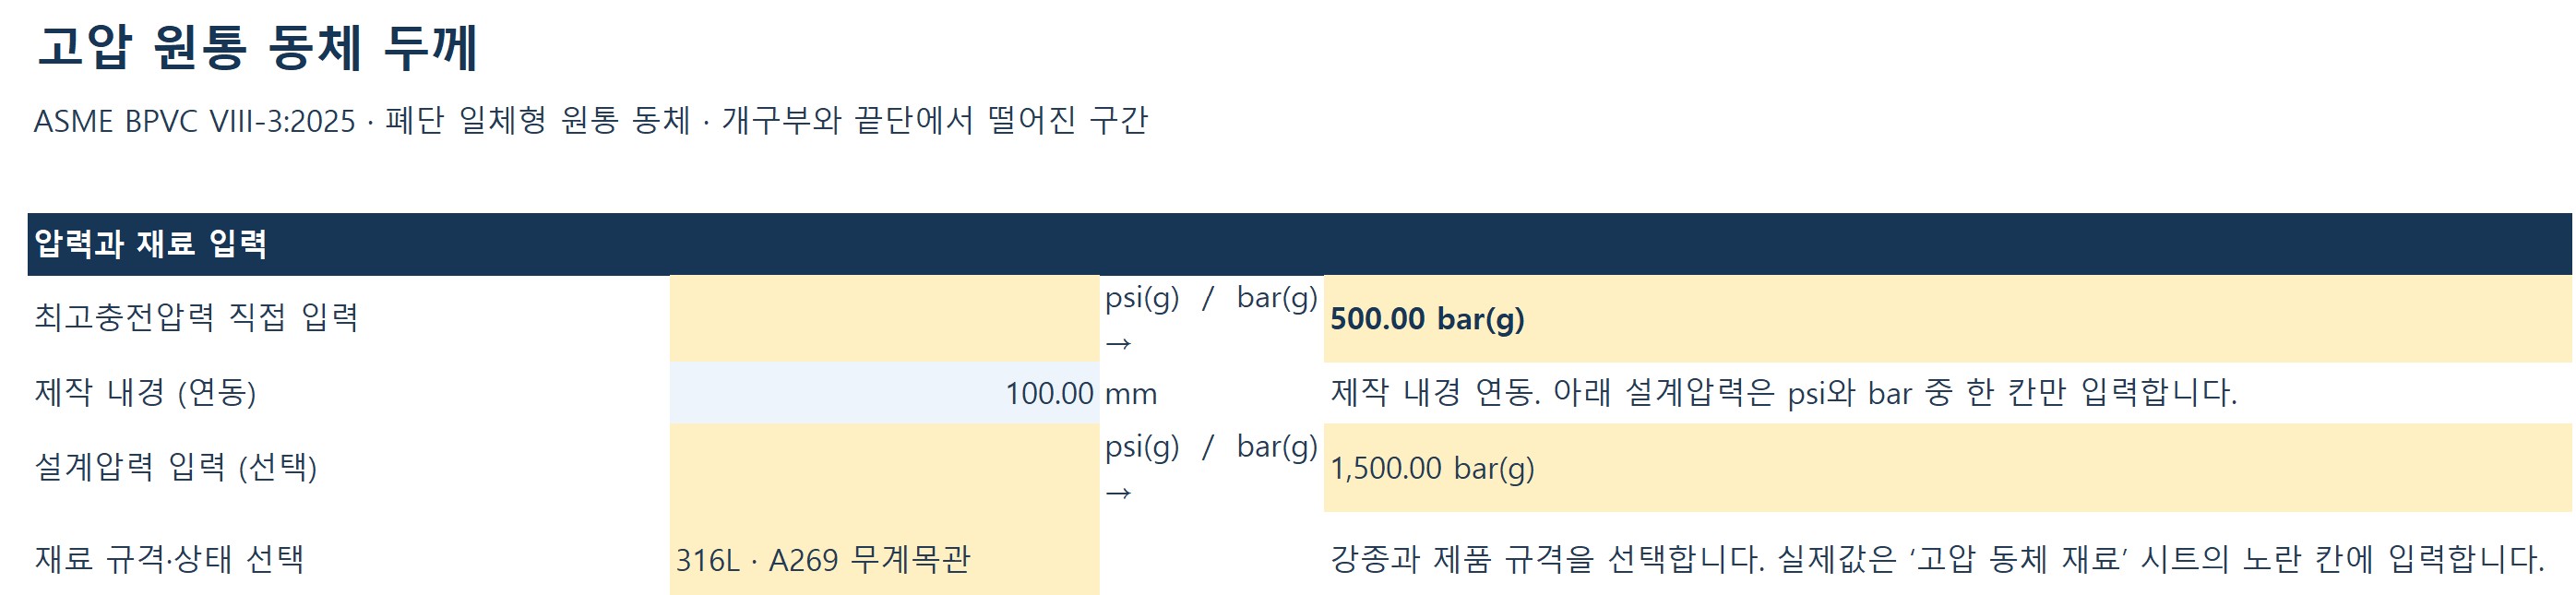 고압 원통 동체 두께
ASME BPVC VIII-3:2025 · 폐단 일체형 원통 동체 · 개구부와 끝단에서 떨어진 구간
압력과 재료 입력
최고충전압력 직접 입력 psi(g) / bar(g) → 500.00 bar(g)
제작 내경 (연동) 100.00 mm 제작 내경 연동. 아래 설계압력은 psi와 bar 중 한 칸만 입력합니다.
설계압력 입력 (선택) psi(g) / bar(g) → 1,500.00 bar(g)
재료 규격·상태 선택 316L · A269 무계목관 강종과 제품 규격을 선택합니다. 실제값은 ‘고압 동체 재료’ 시트의 노란 칸에 입력합니다.